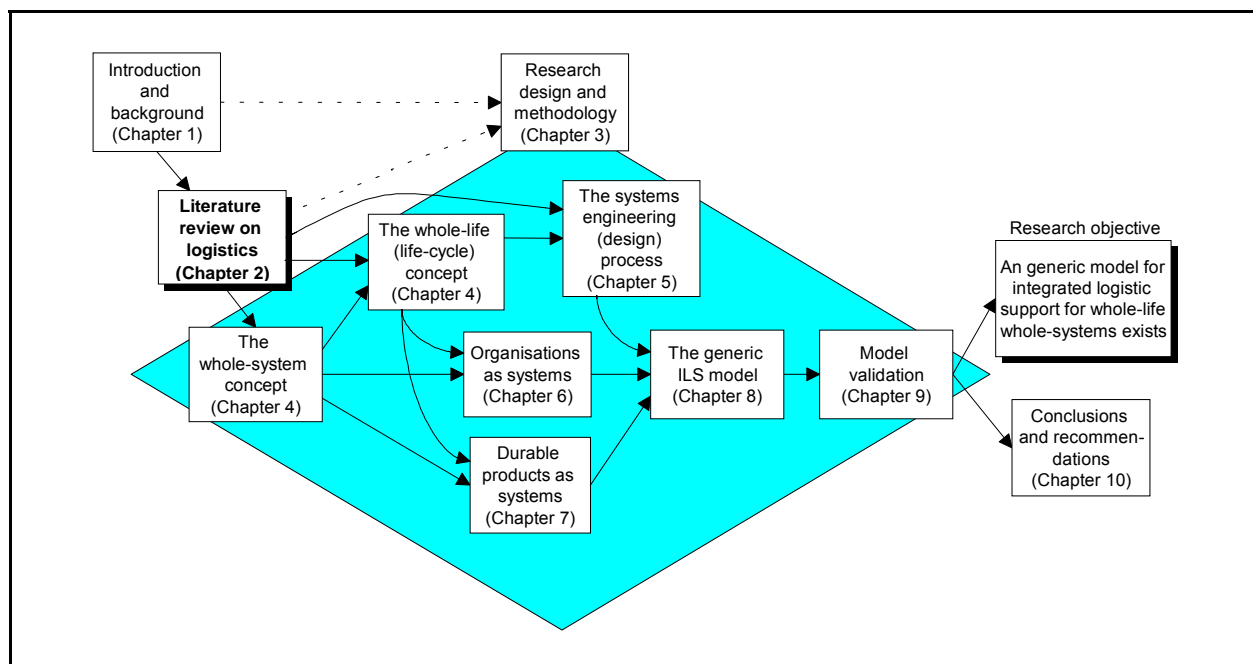 Introduction
and
background
(Chapter 1)
Research
design and
methodology
(Chapter 3)
Literature
review on
logistics
(Chapter 2)
The whole-life
(life-cycle)
concept
(Chapter 4)
The systems
engineering
(design)
process
(Chapter 5)
Research objective
An generic model for
integrated logistic
support for whole-life
whole-systems exists
The
whole-system
concept
(Chapter 4)
Organisations
as systems
(Chapter 6)
The generic
ILS model
(Chapter 8)
Model
validation
(Chapter 9)
Durable
products as
systems
(Chapter 7)
Conclusions
and
recommen-
dations
(Chapter 10)